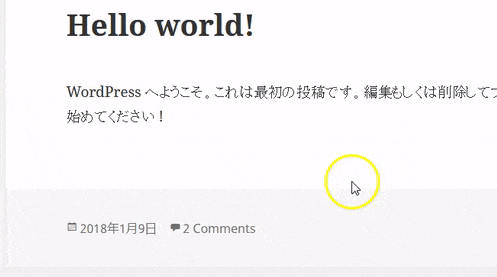 Hello world!
WordPress へようこそ。これは最初の投稿です。編集もしくは削除して
始めてください！
2018年1月9日 2 Comments